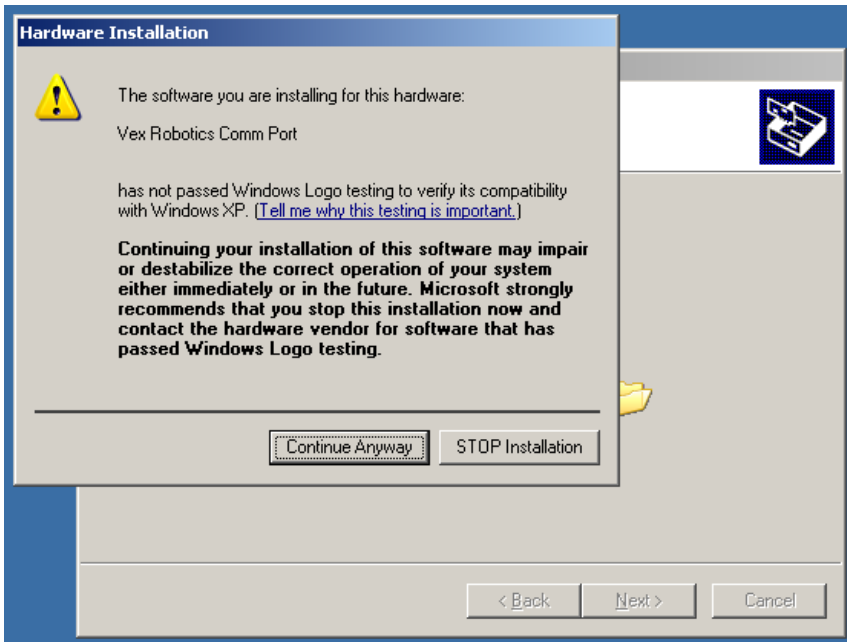 Hardware Installation
The software you are installing for this hardware:
Vex Robotics Comm Port
has not passed Windows Logo testing to verify its compatibility
with Windows XP. (Tell me why this testing is important.)
Continuing your installation of this software may impair
or destabilize the correct operation of your system
either immediately or in the future. Microsoft strongly
recommends that you stop this installation now and
contact the hardware vendor for software that has
passed Windows Logo testing.
Continue Anyway
STOP Installation
< Back
Next >
Cancel